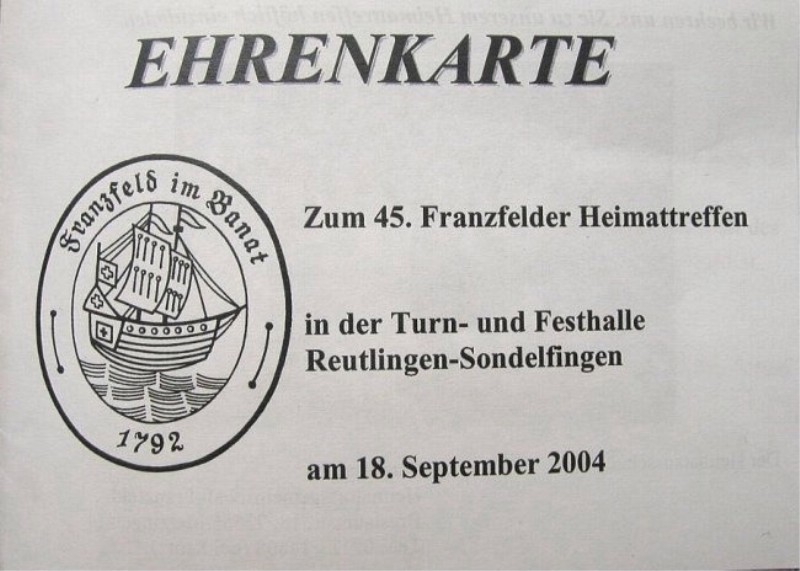 EHRENKARTE
Franzfeld im Banat
1792
Zum 45. Franzfelder Heimattreffen
in der Turn- und Festhalle
Reutlingen-Sondelfingen
am 18. September 2004